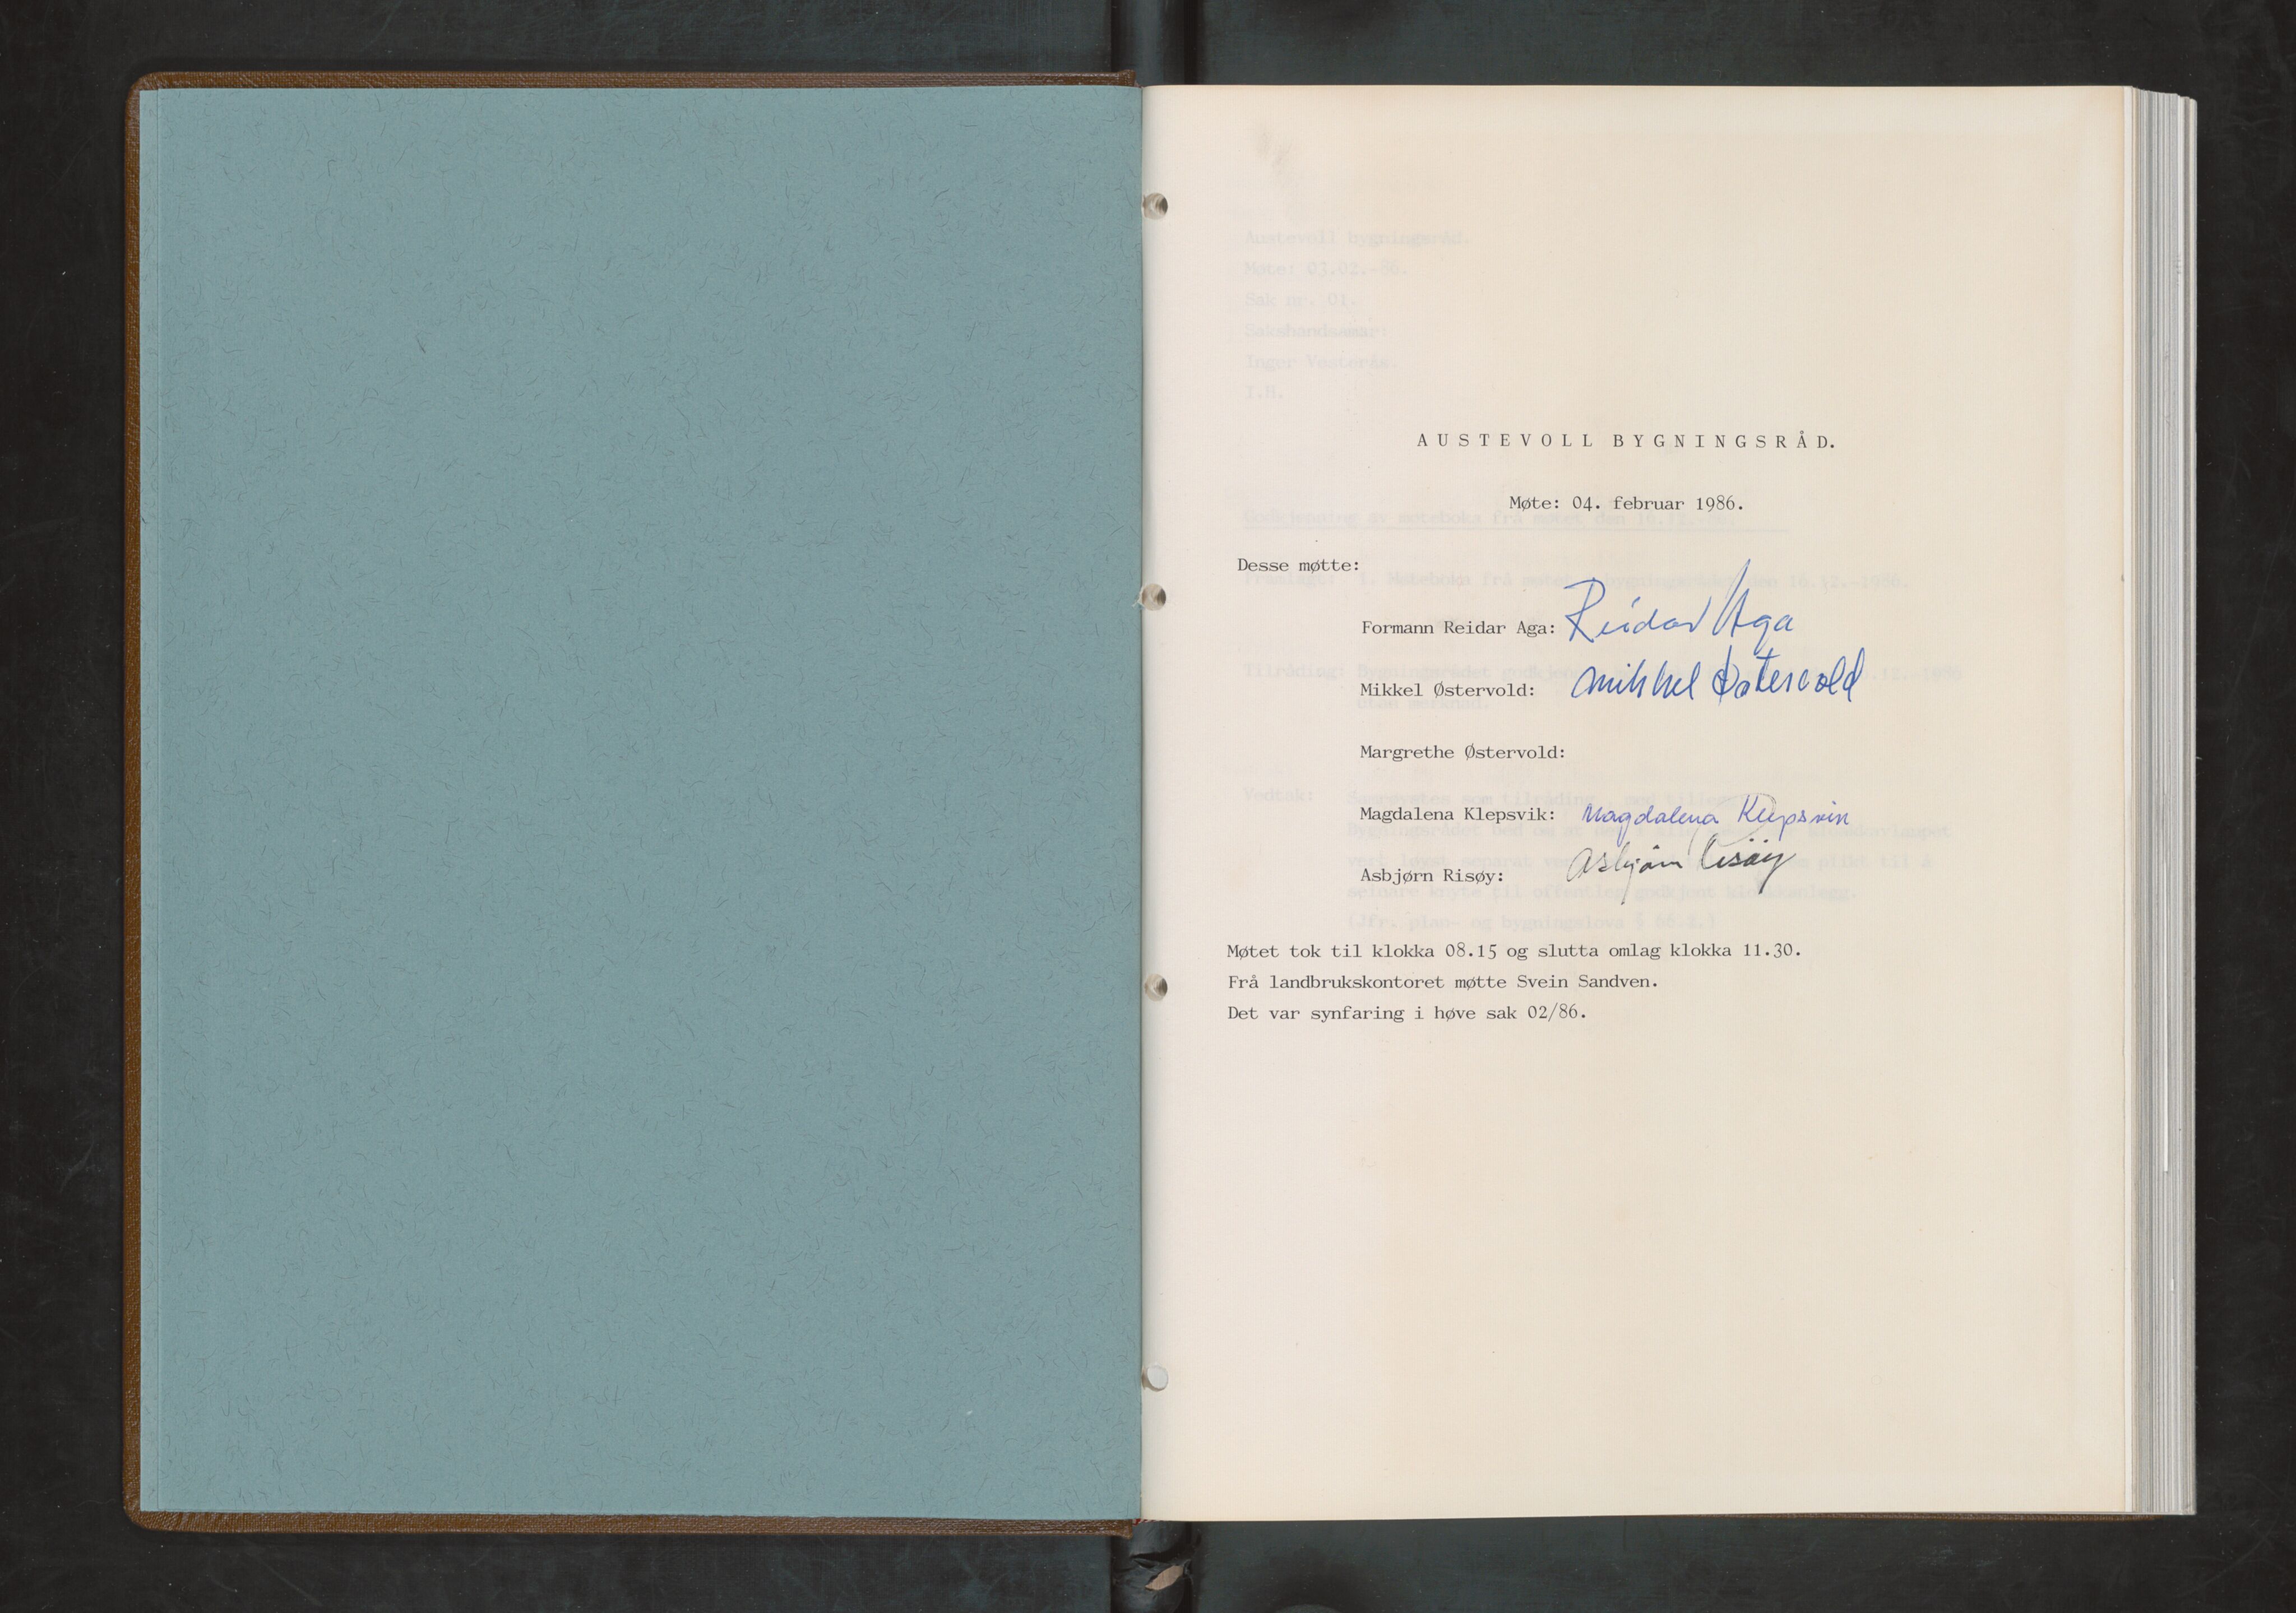 AUSTEVOLL BYGNINGSRÅD.
Møte: 04. februar 1986.
Desse møtte:
Formann Reidar Aga: Reidar Aga
Mikkel Østervold: Mikkel Østervold
Margrethe Østervold:
Magdalena Klepsvik: Magdalena Klepsvik
Asbjørn Risøy: Asbjørn Risøy
Møtet tok til klokka 08.15 og slutta omlag klokka 11.30.
Frå landbrukskontoret møtte Svein Sandven.
Det var synfaring i høve sak 02/86.